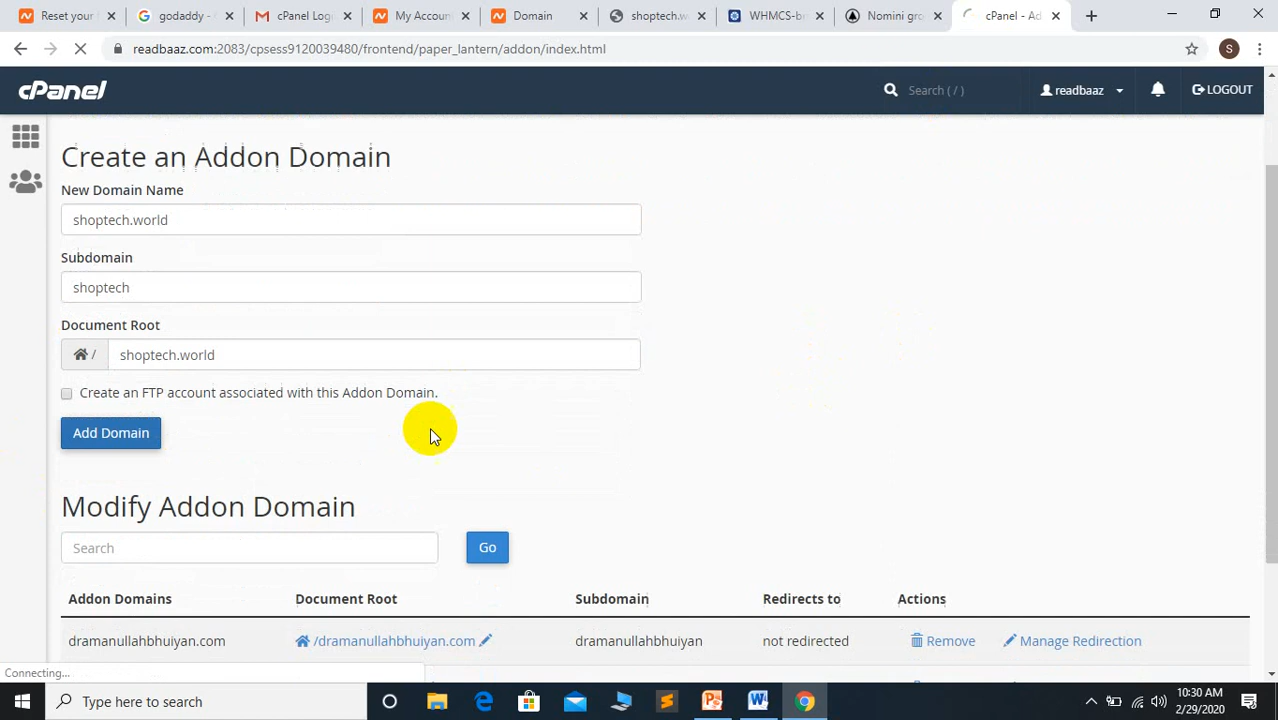 Reset your
godaddy -
cPanel Logi
My Accoun
Domain
shoptech.w
WHMCS-b
Nomini gr
cPanel - Ad
readbaaz.com:2083/cpsess9120039480/frontend/paper_lantern/addon/index.html
S
cPanel
Search ( / )
readbaaz
LOGOUT
Create an Addon Domain
New Domain Name
shoptech.world
Subdomain
shoptech
Document Root
/ shoptech.world
Create an FTP account associated with this Addon Domain.
Add Domain
Modify Addon Domain
Search
Go
Addon Domains Document Root Subdomain Redirects to Actions
dramanullahbhuiyan.com /dramanullahbhuiyan.com dramanullahbhuiyan not redirected Remove Manage Redirection
Connecting...
Type here to search
10:30 AM
2/29/2020